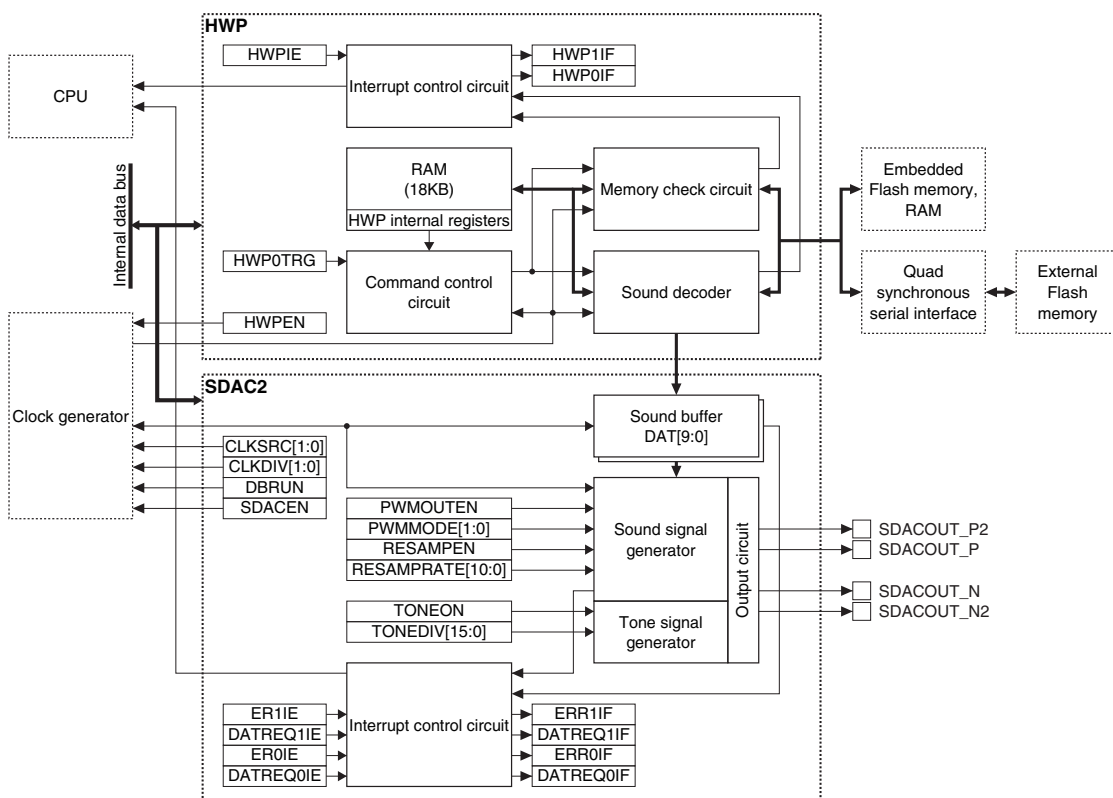 HWP
HWPIE
Interrupt control circuit
HWP1IF
HWP0IF
CPU
Internal data bus
RAM
(18KB)
HWP internal registers
Memory check circuit
Embedded
Flash memory,
RAM
HWP0TRG
Command control
circuit
Sound decoder
Quad
synchronous
serial interface
External
Flash
memory
HWPEN
SDAC2
Clock generator
Sound buffer
DAT[9:0]
CLKSRC[1:0]
CLKDIV[1:0]
DBRUN
SDACEN
PWMOUTEN
PWMMODE[1:0]
RESAMPEN
RESAMPRATE[10:0]
Sound signal
generator
Output circuit
SDACOUT_P2
SDACOUT_P
SDACOUT_N
SDACOUT_N2
TONEON
TONEDIV[15:0]
Tone signal
generator
Interrupt control circuit
ER1IE
DATREQ1IE
ER0IE
DATREQ0IE
ERR1IF
DATREQ1IF
ERR0IF
DATREQ0IF